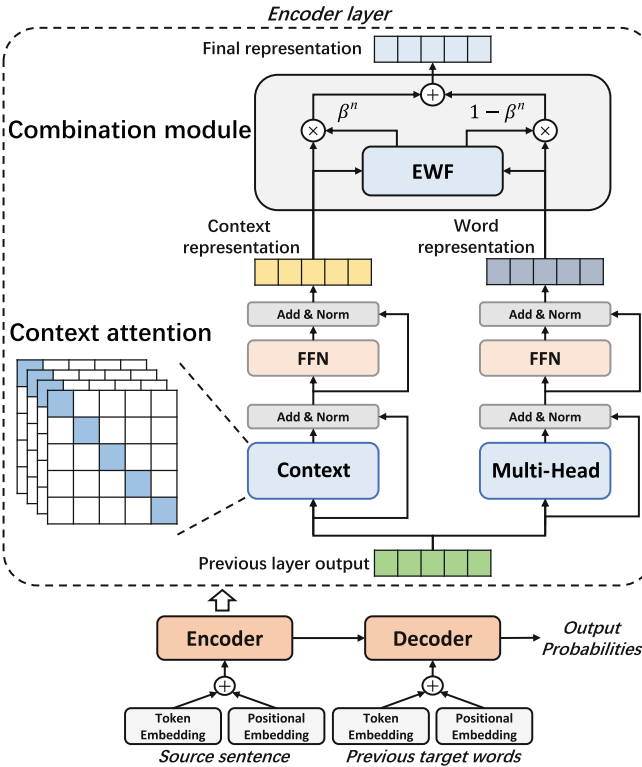 Encoder layer
Final representation
Combination module
βⁿ
1 − βⁿ
EWF
Context
representation
Word
representation
Add & Norm
Add & Norm
Context attention
FFN
FFN
Add & Norm
Add & Norm
Context
Multi-Head
Previous layer output
Encoder
Decoder
Output
Probabilities
Token
Embedding
Positional
Embedding
Token
Embedding
Positional
Embedding
Source sentence
Previous target words